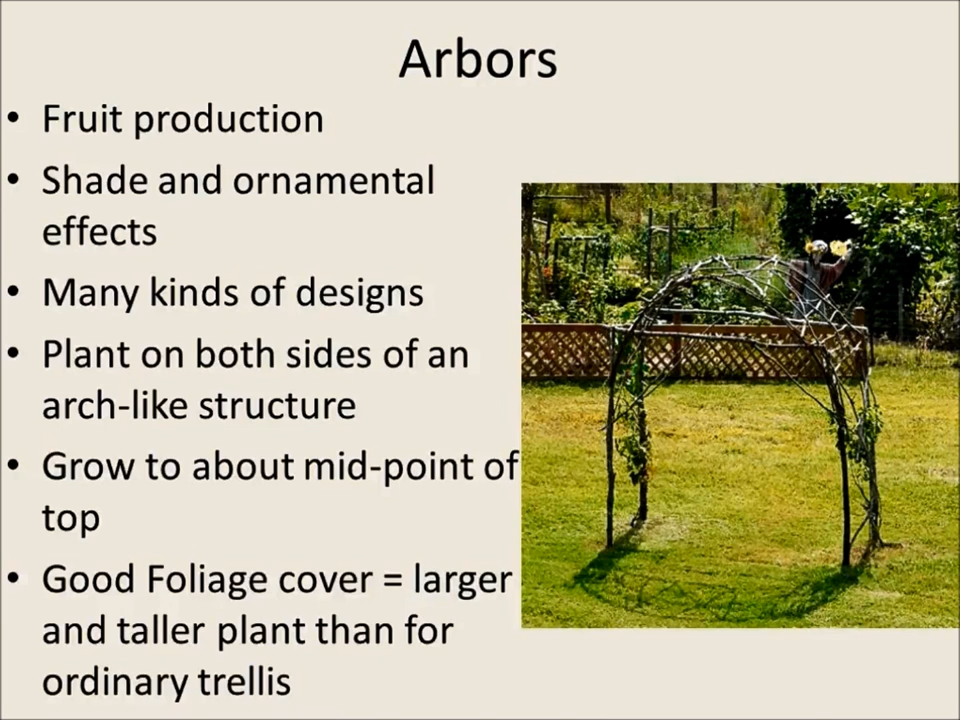 Arbors
• Fruit production
• Shade and ornamental
effects
• Many kinds of designs
• Plant on both sides of an
arch-like structure
• Grow to about mid-point of
top
• Good Foliage cover = larger
and taller plant than for
ordinary trellis